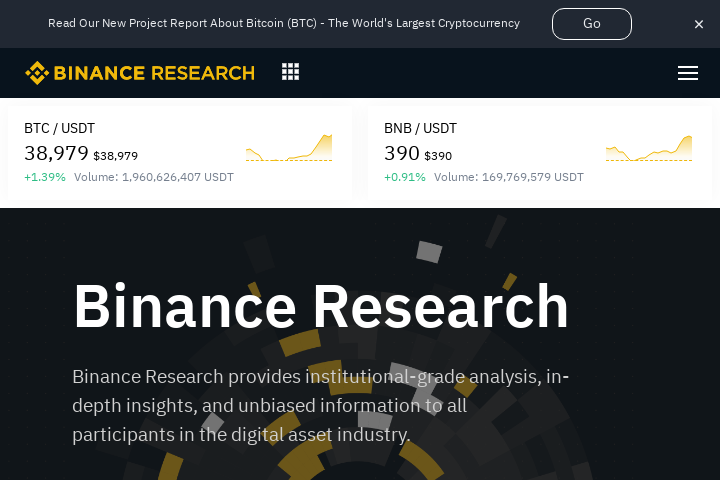 Read Our New Project Report About Bitcoin (BTC) - The World's Largest Cryptocurrency
Go
BINANCE RESEARCH
BTC / USDT
38,979 $38,979
+1.39% Volume: 1,960,626,407 USDT
BNB / USDT
390 $390
+0.91% Volume: 169,769,579 USDT
Binance Research
Binance Research provides institutional-grade analysis, in-
depth insights, and unbiased information to all
participants in the digital asset industry.